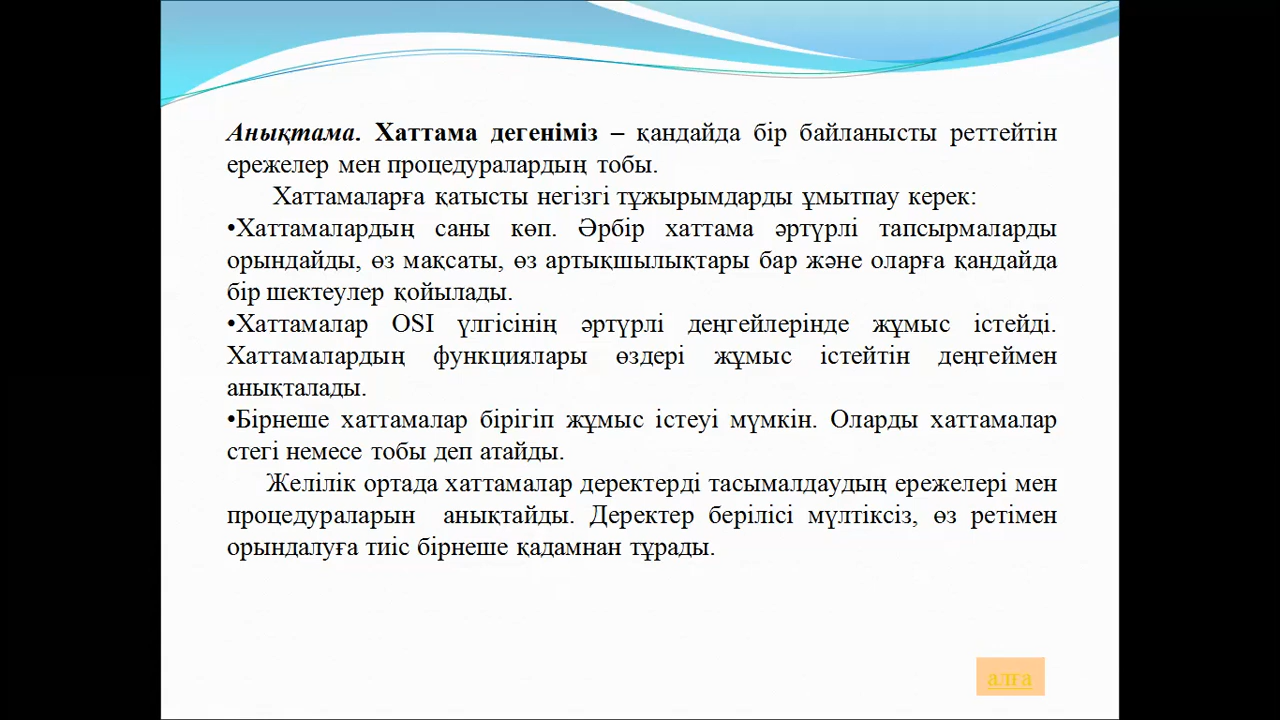 Анықтама. Хаттама дегеніміз – қандайда бір байланысты реттейтін
ережелер мен процедуралардың тобы.
Хаттамаларға қатысты негізгі тұжырымдарды ұмытпау керек:
•Хаттамалардың саны көп. Әрбір хаттама әртүрлі тапсырмаларды
орындайды, өз мақсаты, өз артықшылықтары бар және оларға қандайда
бір шектеулер қойылады.
•Хаттамалар OSI үлгісінің әртүрлі деңгейлерінде жұмыс істейді.
Хаттамалардың функциялары өздері жұмыс істейтін деңгеймен
анықталады.
•Бірнеше хаттамалар бірігіп жұмыс істеуі мүмкін. Оларды хаттамалар
стегі немесе тобы деп атайды.
Желілік ортада хаттамалар деректерді тасымалдаудың ережелері мен
процедураларын анықтайды. Деректер берілісі мүлтіксіз, өз ретімен
орындалуға тиіс бірнеше қадамнан тұрады.
алға